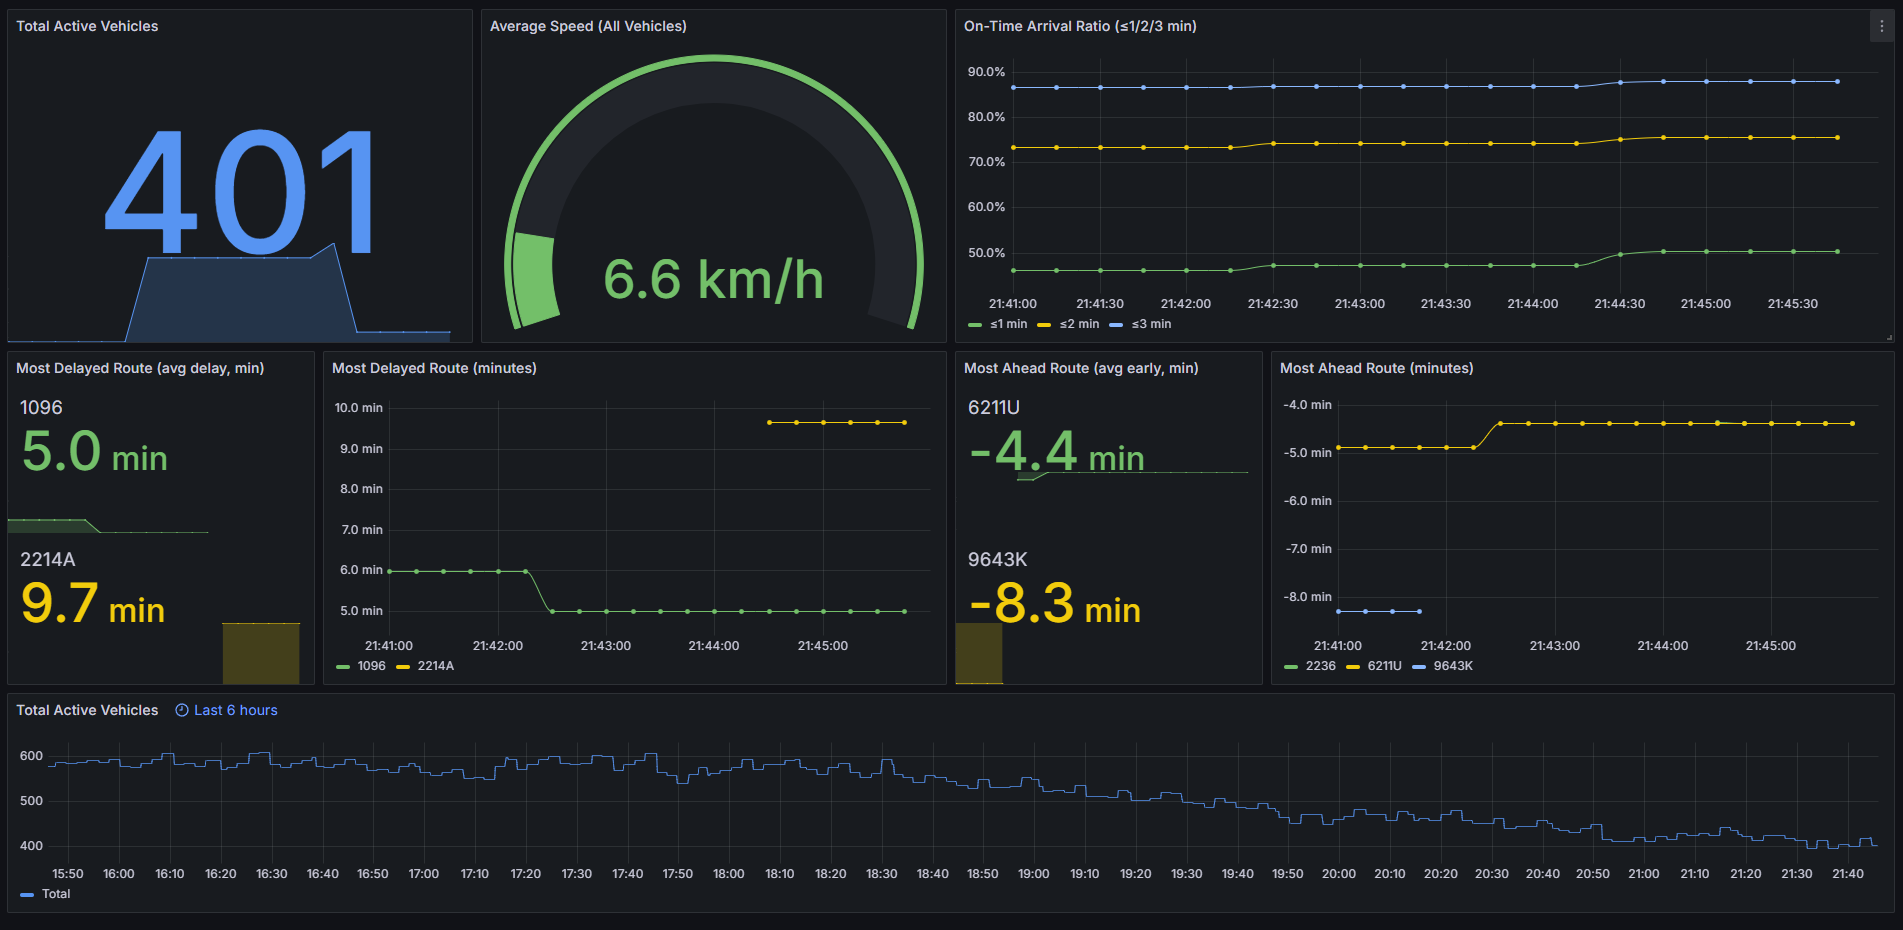 Total Active Vehicles
401
Average Speed (All Vehicles)
6.6 km/h
On-Time Arrival Ratio (≤1/2/3 min)
90.0%
80.0%
70.0%
60.0%
50.0%
21:41:00 21:41:30 21:42:00 21:42:30 21:43:00 21:43:30 21:44:00 21:44:30 21:45:00 21:45:30
≤1 min ≤2 min ≤3 min
Most Delayed Route (avg delay, min)
1096
5.0 min
2214A
9.7 min
Most Delayed Route (minutes)
10.0 min
9.0 min
8.0 min
7.0 min
6.0 min
5.0 min
21:41:00 21:42:00 21:43:00 21:44:00 21:45:00
1096 2214A
Most Ahead Route (avg early, min)
6211U
-4.4 min
9643K
-8.3 min
Most Ahead Route (minutes)
-4.0 min
-5.0 min
-6.0 min
-7.0 min
-8.0 min
21:41:00 21:42:00 21:43:00 21:44:00 21:45:00
2236 6211U 9643K
Total Active Vehicles Last 6 hours
600
500
400
15:50 16:00 16:10 16:20 16:30 16:40 16:50 17:00 17:10 17:20 17:30 17:40 17:50 18:00 18:10 18:20 18:30 18:40 18:50 19:00 19:10 19:20 19:30 19:40 19:50 20:00 20:10 20:20 20:30 20:40 20:50 21:00 21:10 21:20 21:30 21:40
Total